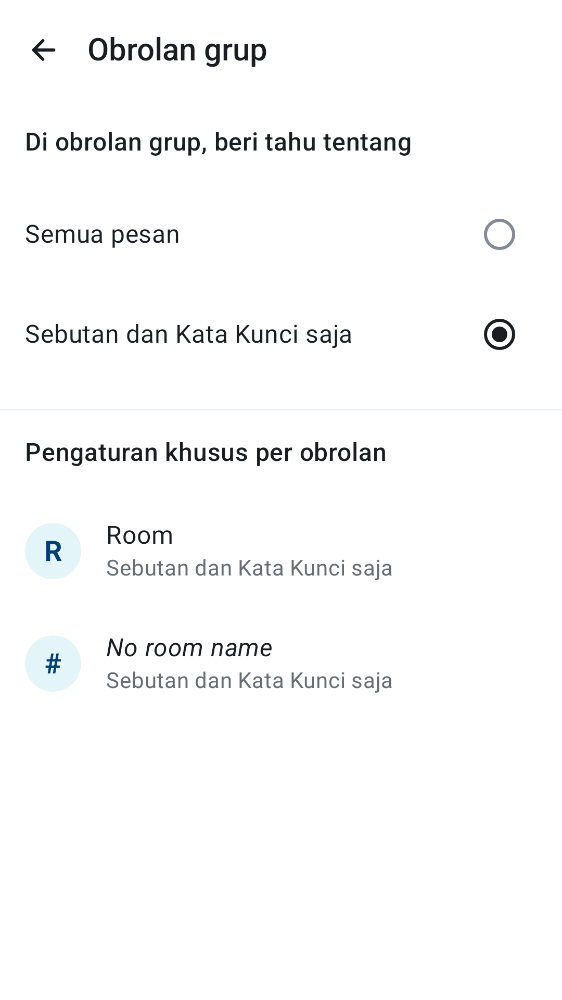 Obrolan grup
Di obrolan grup, beri tahu tentang
Semua pesan
Sebutan dan Kata Kunci saja
Pengaturan khusus per obrolan
R
Room
Sebutan dan Kata Kunci saja
#
No room name
Sebutan dan Kata Kunci saja